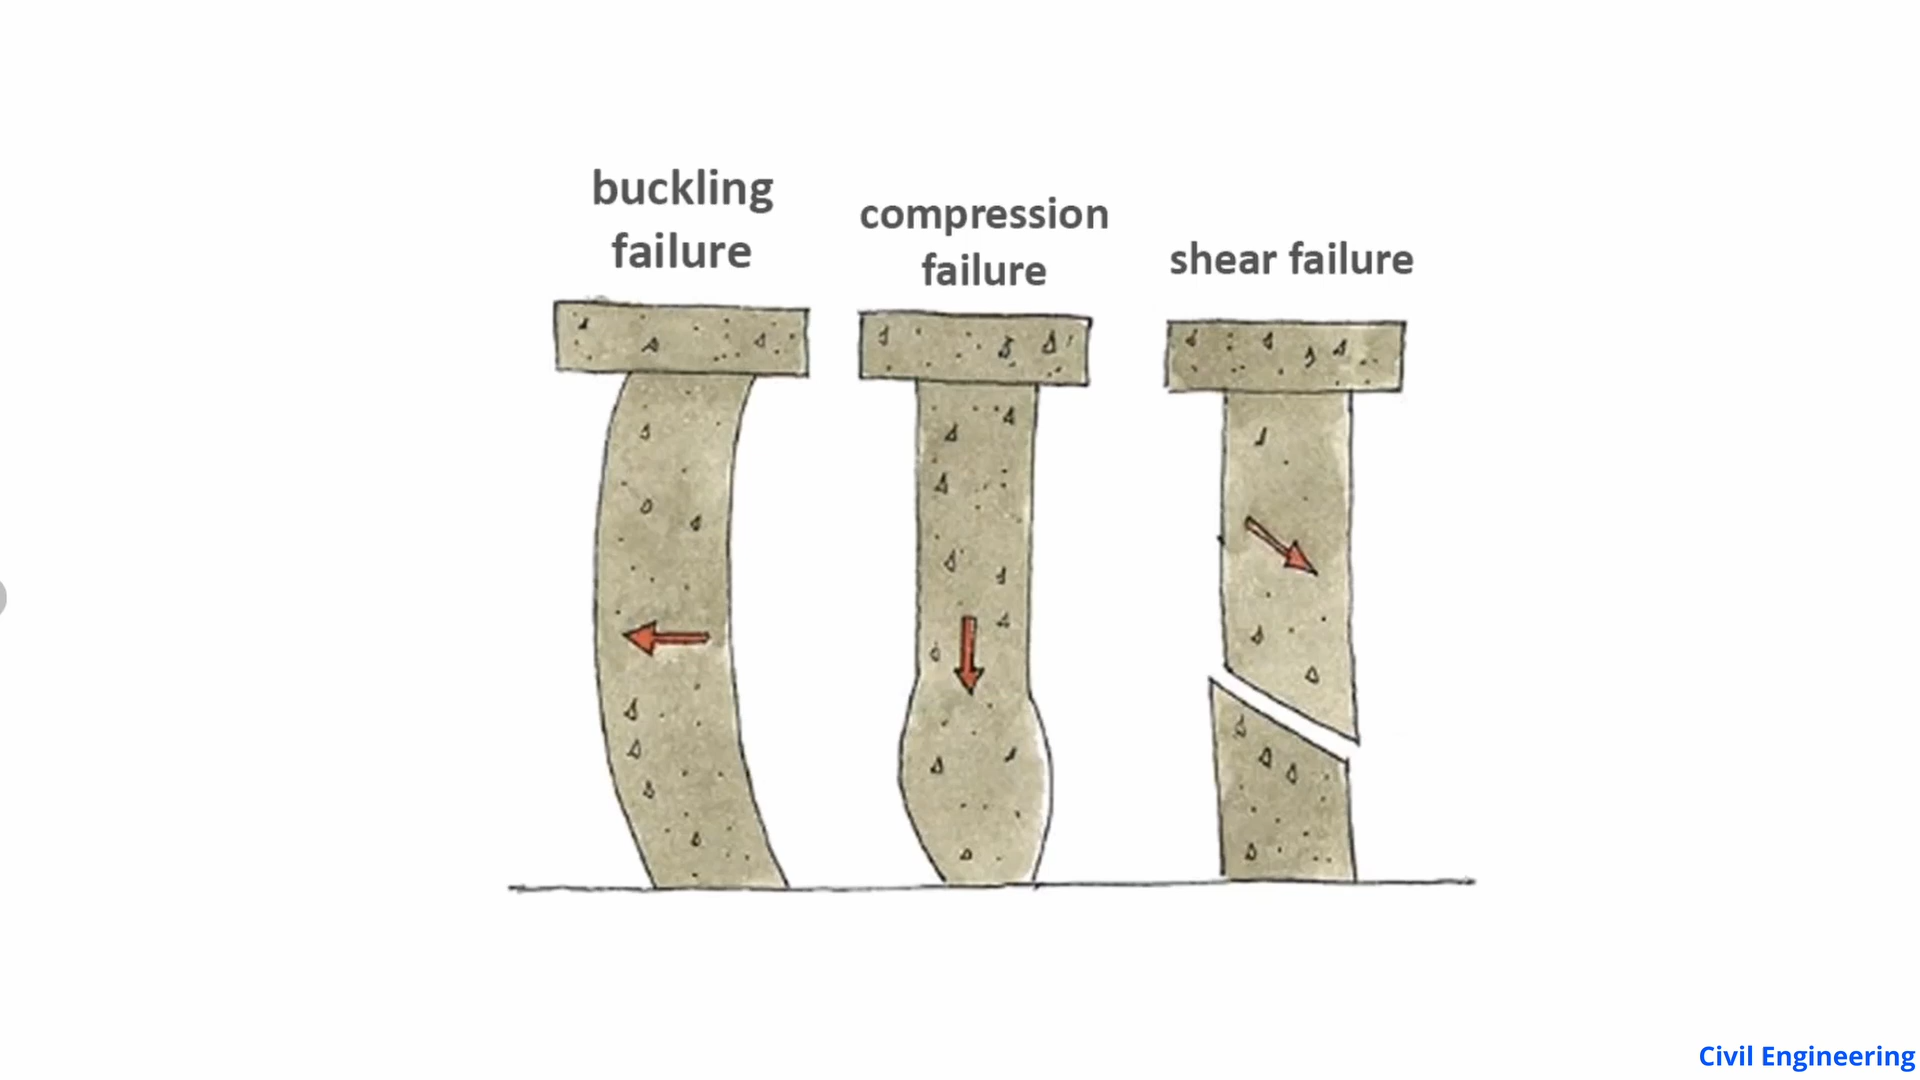 buckling
failure
compression
failure
shear failure
Civil Engineering